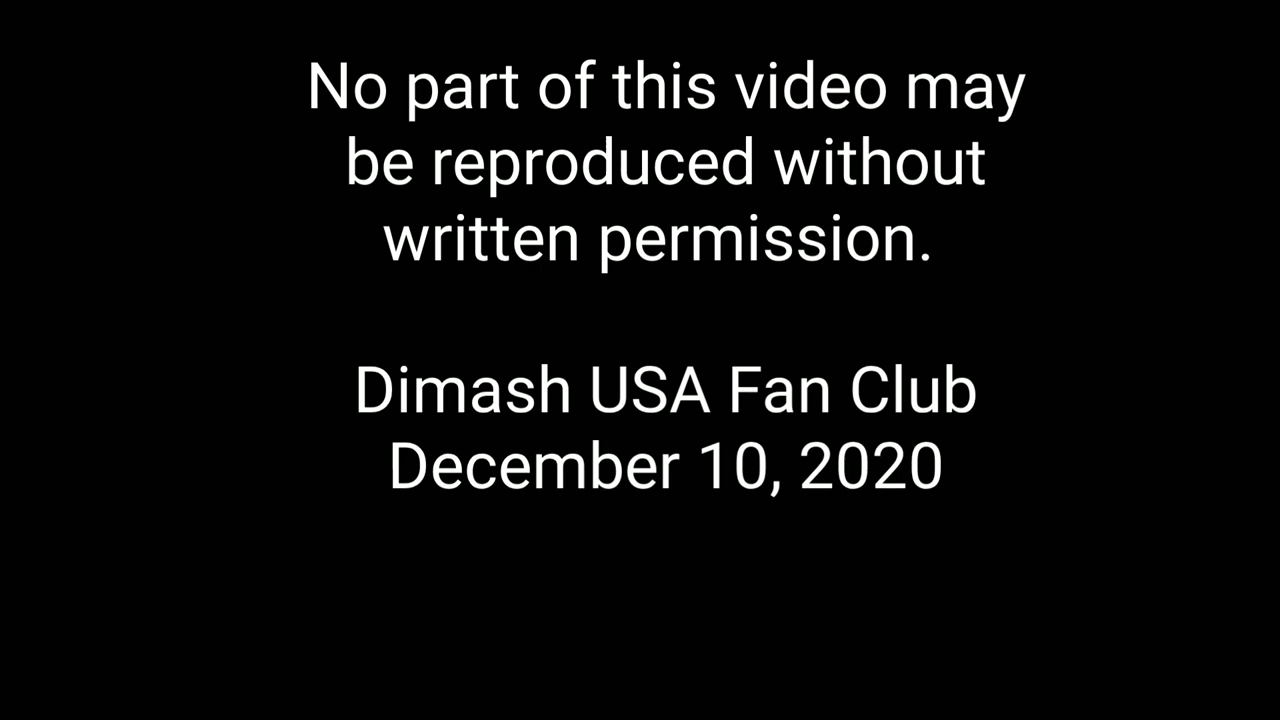 No part of this video may
be reproduced without
written permission.
Dimash USA Fan Club
December 10, 2020